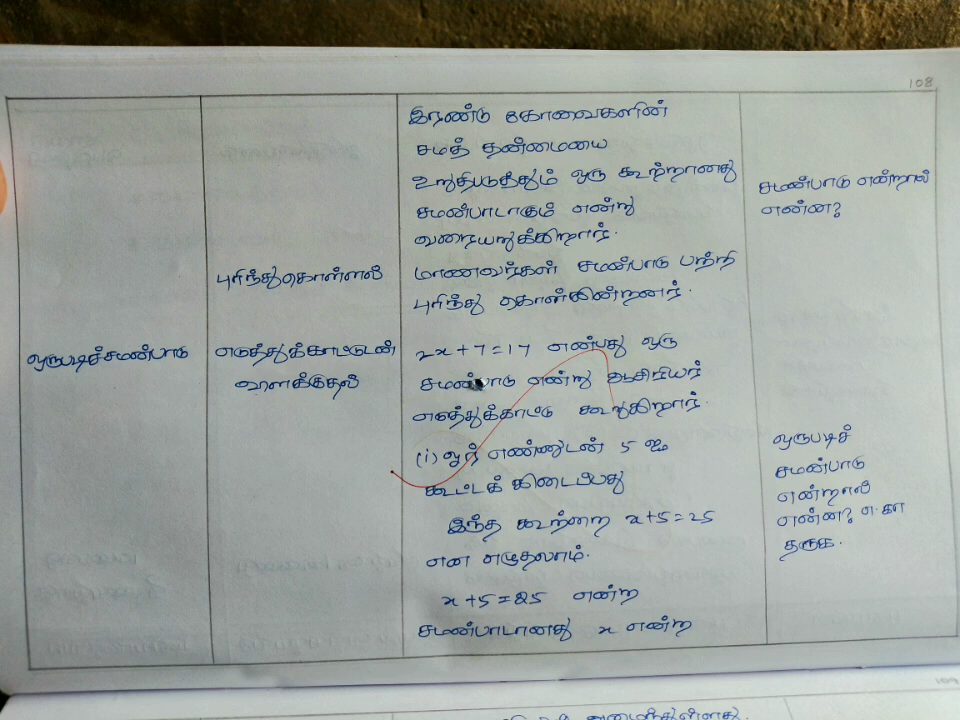 108
இரண்டு கோவைகளின்
சமத் தன்மையை
உறுதிபடுத்தும் ஒரு கூற்றானது
சமன்பாடாகும் என்று
வரையறுக்கிறார்.
மாணவர்கள் சமன்பாடு பற்றி
புரிந்து கொள்கின்றனர்.
புரிந்துகொள்ளல்
சமன்பாடு என்றால்
என்ன?
ஒருபடிச்சமன்பாடு
எடுத்துக்காட்டுடன்
விளக்குதல்
2x+7=17 என்பது ஒரு
சமன்பாடு என்று ஆசிரியர்
எடுத்துக்காட்டு கூறுகிறார்.
(i) ஓர் எண்ணுடன் 5 ஐ
கூட்டக் கிடைப்பது
இந்த கூற்றை x+5=25
என எழுதலாம்.
x+5=25 என்ற
சமன்பாடானது x என்ற
ஒருபடிச்
சமன்பாடு
என்றால்
என்ன? எ.கா
தருக.
109